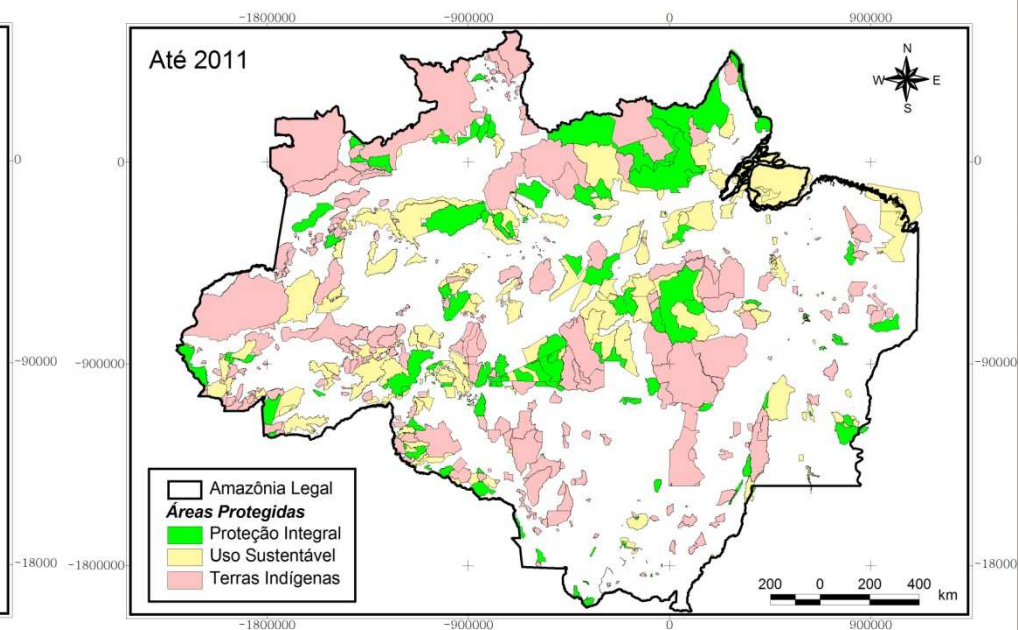 -1800000 -900000 0 900000
Até 2011
N
W E
S
0 0 0
-90000 -900000 -90000
Amazônia Legal
Áreas Protegidas
Proteção Integral
Uso Sustentável
Terras Indígenas
-18000 -1800000 -18000
200 0 200 400 km
-1800000 -900000 0 900000